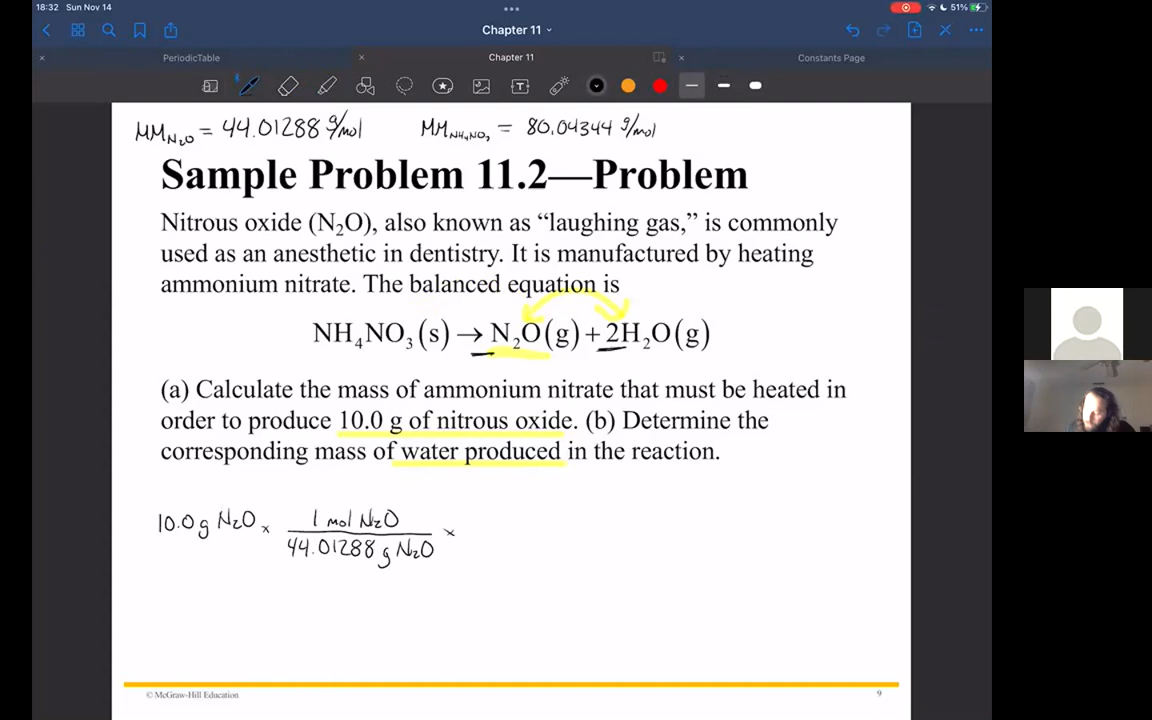 18:32 Sun Nov 14
51%
Chapter 11
PeriodicTable
Chapter 11
Constants Page
MM_N₂O = 44.01288 g/mol MM_NH₄NO₃ = 80.04344 g/mol
Sample Problem 11.2—Problem
Nitrous oxide (N₂O), also known as “laughing gas,” is commonly
used as an anesthetic in dentistry. It is manufactured by heating
ammonium nitrate. The balanced equation is
NH₄NO₃(s) → N₂O(g) + 2H₂O(g)
(a) Calculate the mass of ammonium nitrate that must be heated in
order to produce 10.0 g of nitrous oxide. (b) Determine the
corresponding mass of water produced in the reaction.
10.0 g N₂O × 1 mol N₂O ×
44.01288 g N₂O
© McGraw-Hill Education
9